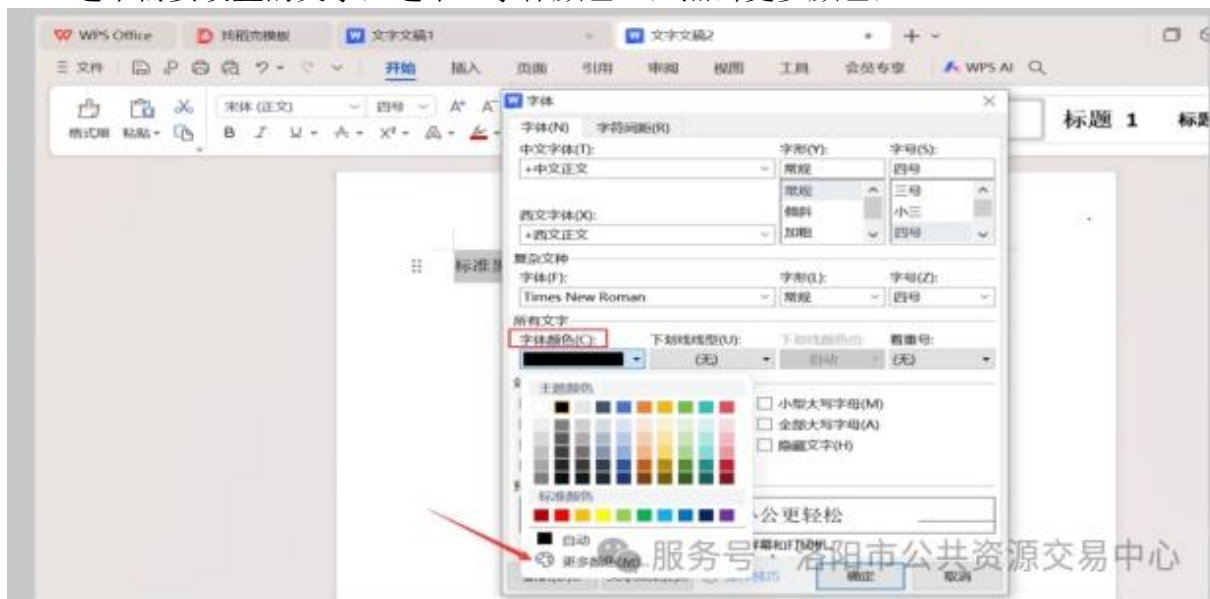 WPS Office 找稻壳模板 文字文稿1 文字文稿2
文件 开始 插入 页面 引用 审阅 视图 工具 会员专享 WPS AI
格式刷 粘贴 宋体 (正文) 四号 A⁺ A⁻ 标题 1 标题
B I U A X² A
字体
字体(N) 字符间距(R)
中文字体(T): 字形(Y): 字号(S):
+中文正文 常规 四号
常规 三号
西文字体(X): 倾斜 小三
+西文正文 加粗 四号
标准黑
复杂文种
字体(F): 字形(L): 字号(Z):
Times New Roman 常规 四号
所有文字
字体颜色(C): 下划线线型(U): 下划线颜色(I): 着重号:
(无) 自动 (无)
主题颜色
小型大写字母(M)
全部大写字母(A)
隐藏文字(H)
标准颜色
公更轻松
自动
更多颜色(M)...
服务号 · 洛阳市公共资源交易中心
确定 取消